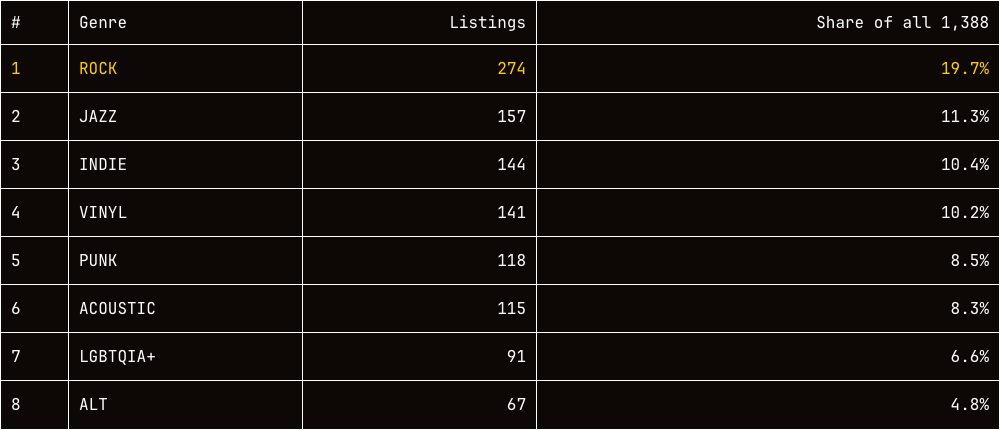 # Genre Listings Share of all 1,388
1 ROCK 274 19.7%
2 JAZZ 157 11.3%
3 INDIE 144 10.4%
4 VINYL 141 10.2%
5 PUNK 118 8.5%
6 ACOUSTIC 115 8.3%
7 LGBTQIA+ 91 6.6%
8 ALT 67 4.8%